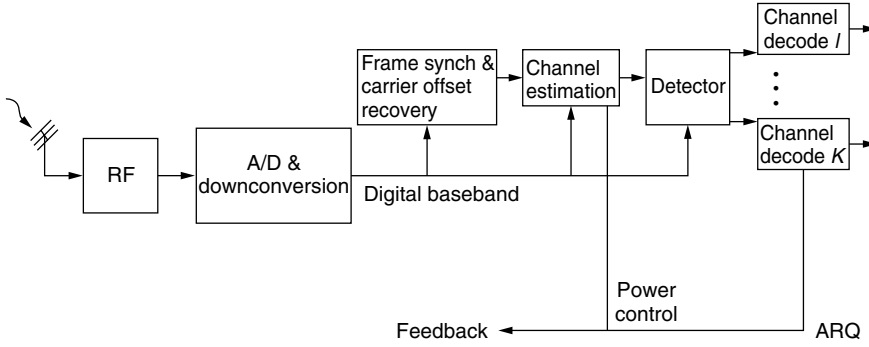 Channel
decode I
Frame synch &
carrier offset
recovery
Channel
estimation
Detector
Channel
decode K
RF
A/D &
downconversion
Digital baseband
Power
control
Feedback
ARQ